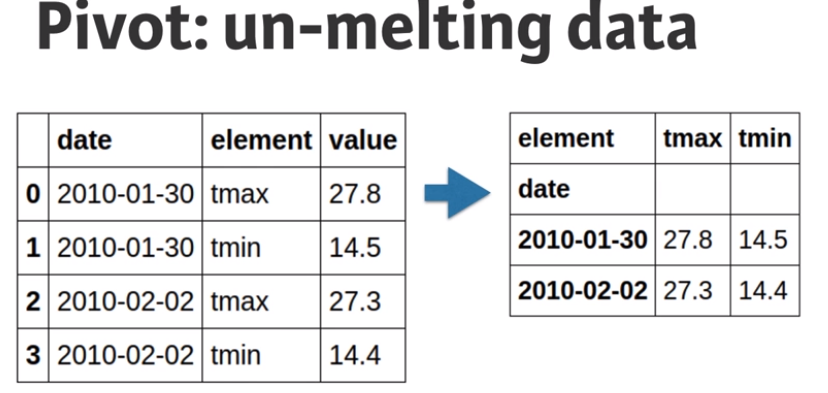 Pivot: un-melting data
date element value
0 2010-01-30 tmax 27.8
1 2010-01-30 tmin 14.5
2 2010-02-02 tmax 27.3
3 2010-02-02 tmin 14.4
element tmax tmin
date
2010-01-30 27.8 14.5
2010-02-02 27.3 14.4